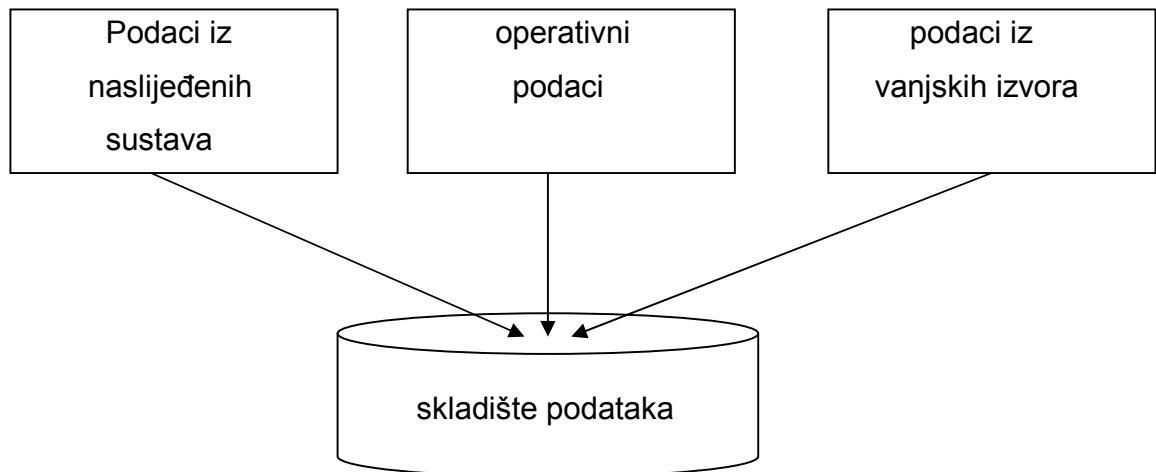 Podaci iz
naslijeđenih
sustava
operativni
podaci
podaci iz
vanjskih izvora
skladište podataka